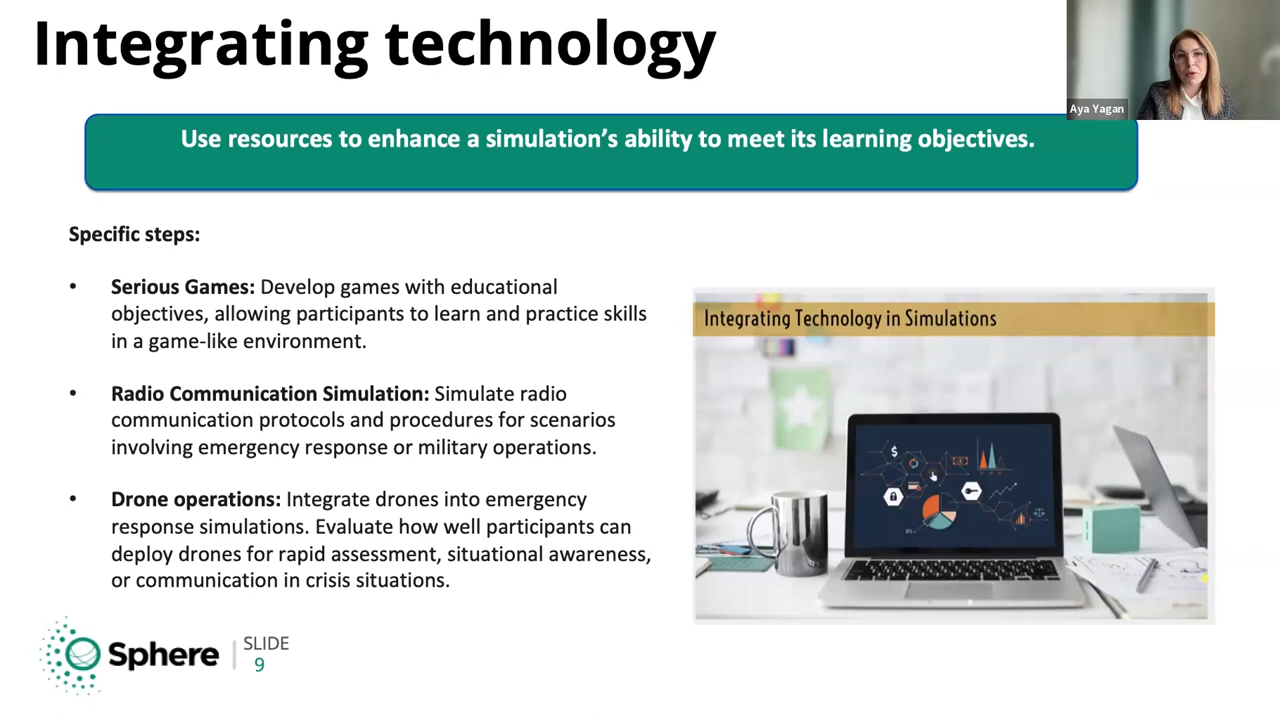 Integrating technology
Aya Yagan
Use resources to enhance a simulation’s ability to meet its learning objectives.
Specific steps:
• Serious Games: Develop games with educational
objectives, allowing participants to learn and practice skills
in a game-like environment.
• Radio Communication Simulation: Simulate radio
communication protocols and procedures for scenarios
involving emergency response or military operations.
• Drone operations: Integrate drones into emergency
response simulations. Evaluate how well participants can
deploy drones for rapid assessment, situational awareness,
or communication in crisis situations.
Integrating Technology in Simulations
$
Sphere
SLIDE
9